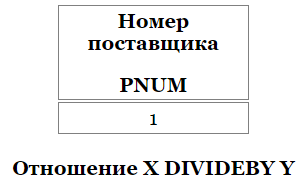 Номер
поставщика
PNUM
1
Отношение X DIVIDEBY Y